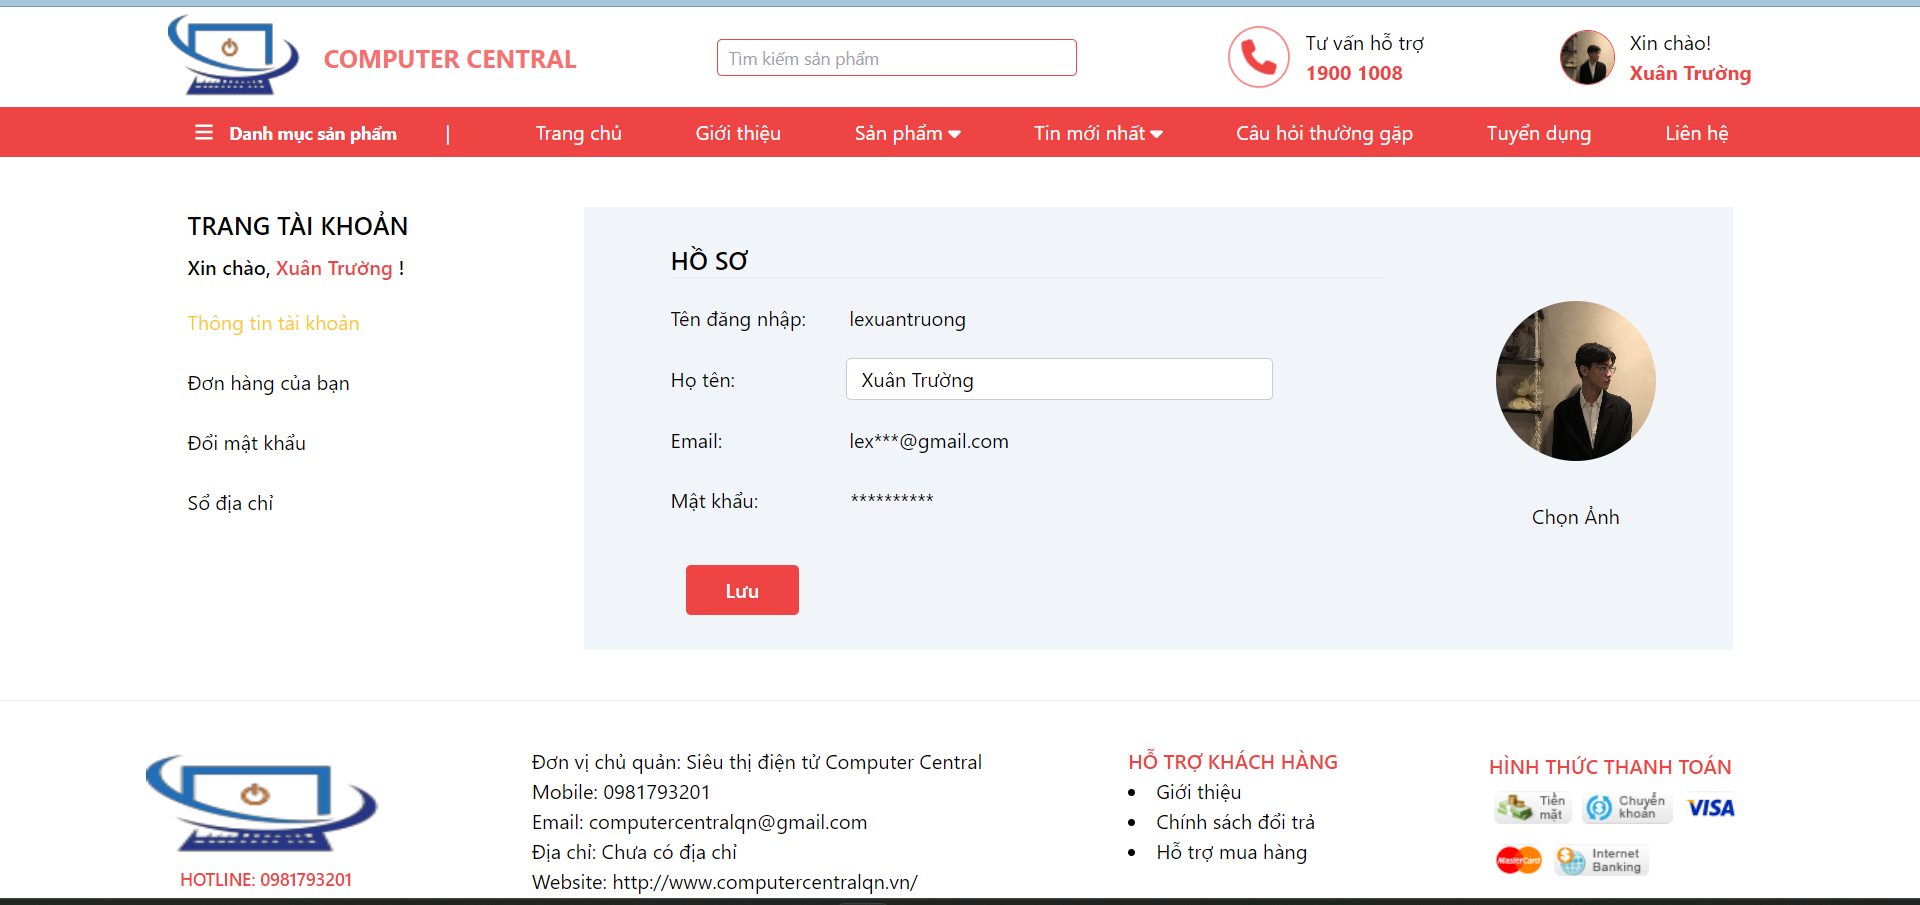 COMPUTER CENTRAL
Tìm kiếm sản phẩm
Tư vấn hỗ trợ
1900 1008
Xin chào!
Xuân Trường
Danh mục sản phẩm
|
Trang chủ
Giới thiệu
Sản phẩm
Tin mới nhất
Câu hỏi thường gặp
Tuyển dụng
Liên hệ
TRANG TÀI KHOẢN
Xin chào, Xuân Trường !
Thông tin tài khoản
Đơn hàng của bạn
Đổi mật khẩu
Sổ địa chỉ
HỒ SƠ
Tên đăng nhập: lexuantruong
Họ tên: Xuân Trường
Email: lex***@gmail.com
Mật khẩu: **********
Lưu
Chọn Ảnh
HOTLINE: 0981793201
Đơn vị chủ quản: Siêu thị điện tử Computer Central
Mobile: 0981793201
Email: computercentralqn@gmail.com
Địa chỉ: Chưa có địa chỉ
Website: http://www.computercentralqn.vn/
HỖ TRỢ KHÁCH HÀNG
• Giới thiệu
• Chính sách đổi trả
• Hỗ trợ mua hàng
HÌNH THỨC THANH TOÁN
Tiền
mặt
Chuyển
khoản
VISA
MasterCard
Internet
Banking